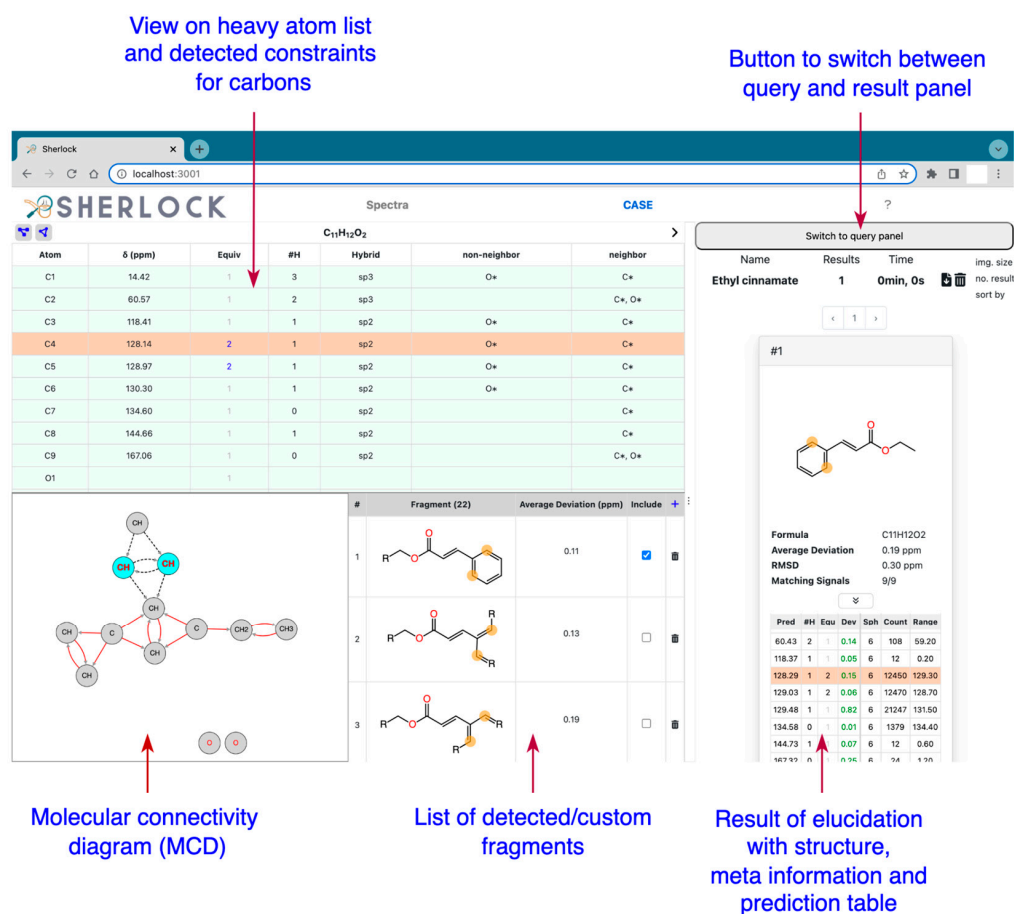 View on heavy atom list
and detected constraints
for carbons
Button to switch between
query and result panel
Sherlock
localhost:3001
SHERLOCK
Spectra
CASE
?
C₁₁H₁₂O₂
Switch to query panel
Atom δ (ppm) Equiv #H Hybrid non-neighbor neighbor
C1 14.42 1 3 sp3 O* C*
C2 60.57 1 2 sp3 C*, O*
C3 118.41 1 1 sp2 O* C*
C4 128.14 2 1 sp2 O* C*
C5 128.97 2 1 sp2 O* C*
C6 130.30 1 1 sp2 O* C*
C7 134.60 1 0 sp2 C*
C8 144.66 1 1 sp2 C*
C9 167.06 1 0 sp2 C*, O*
O1 1
Name Results Time
Ethyl cinnamate 1 0min, 0s
img. size
no. result
sort by
‹ 1 ›
#1
O
O
Formula C11H12O2
Average Deviation 0.19 ppm
RMSD 0.30 ppm
Matching Signals 9/9
Pred #H Equ Dev Sph Count Range
60.43 2 1 0.14 6 108 59.20
118.37 1 1 0.05 6 12 0.20
128.29 1 2 0.15 6 12450 129.30
129.03 1 2 0.06 6 12470 128.70
129.48 1 1 0.82 6 21247 131.50
134.58 0 1 0.01 6 1379 134.40
144.73 1 1 0.07 6 12 0.60
167.32 0 1 0.25 6 24 1.20
CH
CH CH
CH
CH C C CH2 CH3
CH
CH
O O
# Fragment (22) Average Deviation (ppm) Include +
1 R O O 0.11
2 R O O R R 0.13
3 R O O R R 0.19
Molecular connectivity
diagram (MCD)
List of detected/custom
fragments
Result of elucidation
with structure,
meta information and
prediction table